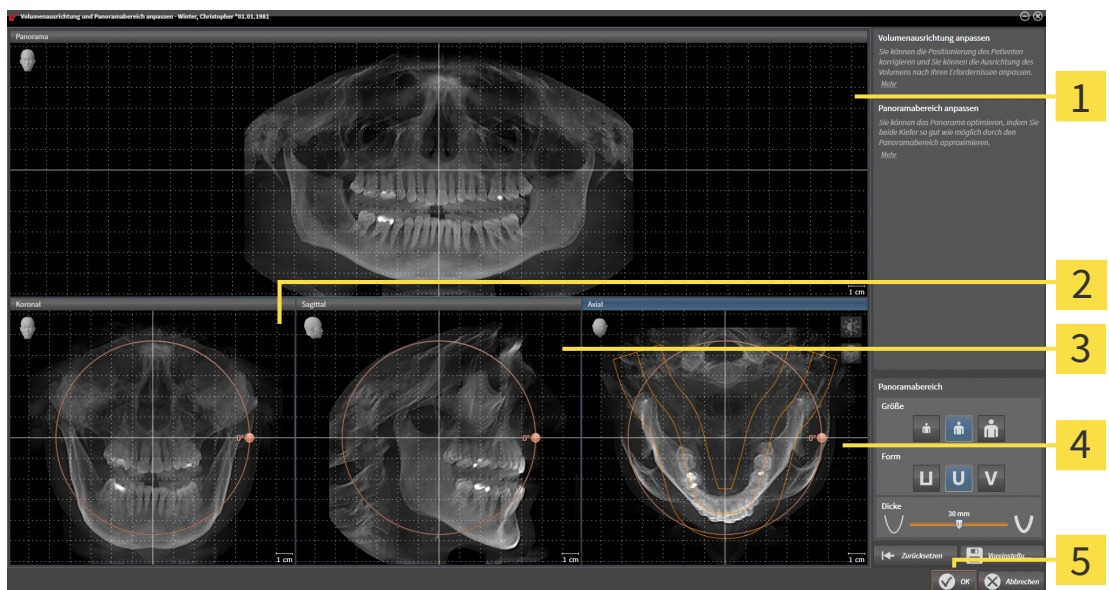 Volumenausrichtung und Panoramabereich anpassen - Winter, Christopher *01.01.1981
Panorama
1 cm
Koronal
0°
1 cm
Sagittal
0°
1 cm
Axial
0°
1 cm
Volumenausrichtung anpassen
Sie können die Positionierung des Patienten
korrigieren und Sie können die Ausrichtung des
Volumens nach Ihren Erfordernissen anpassen.
Mehr
Panoramabereich anpassen
Sie können das Panorama optimieren, indem Sie
beide Kiefer so gut wie möglich durch den
Panoramabereich approximieren.
Mehr
Panoramabereich
Größe
Form
Dicke
30 mm
Zurücksetzen
Voreinstellu...
OK
Abbrechen
1
2
3
4
5